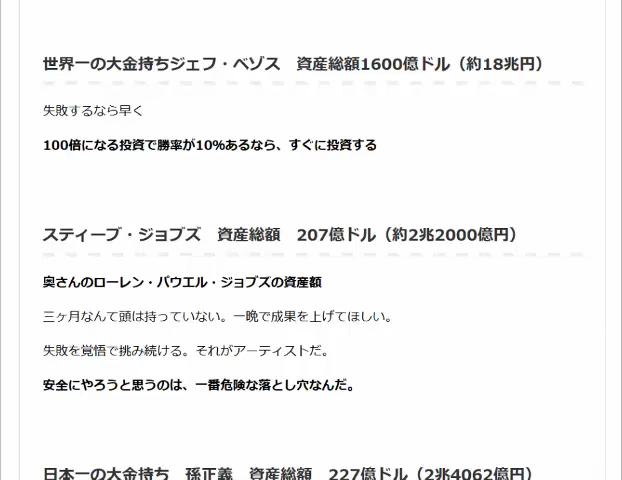 世界一の大金持ちジェフ・ベゾス　資産総額1600億ドル（約18兆円）
失敗するなら早く
100倍になる投資で勝率が10%あるなら、すぐに投資する
スティーブ・ジョブズ　資産総額　207億ドル（約2兆2000億円）
奥さんのローレン・パウエル・ジョブズの資産額
三ヶ月なんて頭は持っていない。一晩で成果を上げてほしい。
失敗を覚悟で挑み続ける。それがアーティストだ。
安全にやろうと思うのは、一番危険な落とし穴なんだ。
日本一の大金持ち　孫正義　資産総額　227億ドル（2兆4062億円）